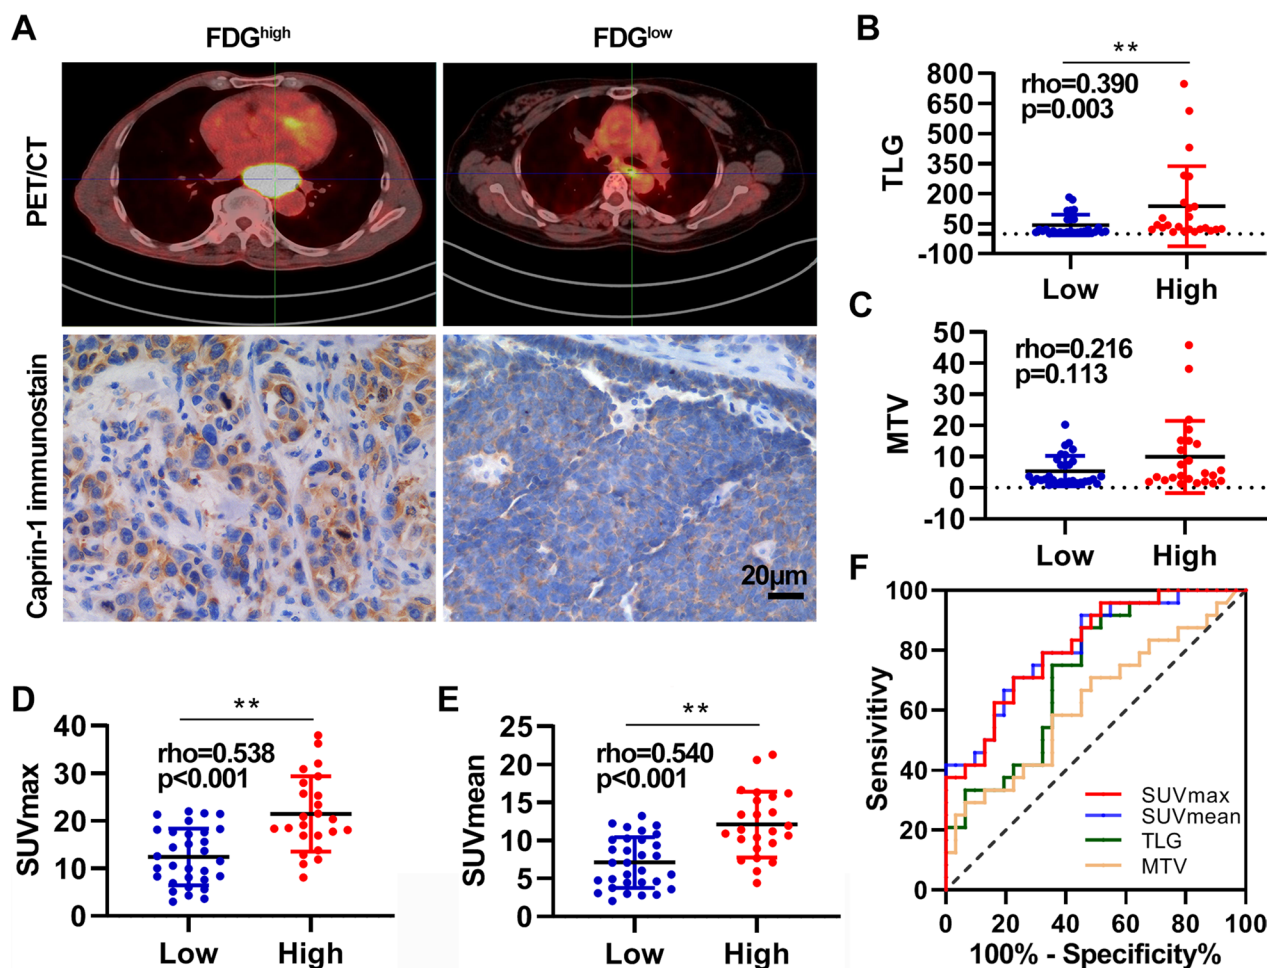 A
FDGhigh
FDGlow
PET/CT
Caprin-1 immunostain
20μm
B
**
rho=0.390
p=0.003
TLG
800
650
500
350
200
50
-100
Low
High
C
rho=0.216
p=0.113
MTV
50
40
30
20
10
0
-10
Low
High
D
**
rho=0.538
p<0.001
SUVmax
40
30
20
10
0
Low
High
E
**
rho=0.540
p<0.001
SUVmean
25
20
15
10
5
0
Low
High
F
Sensivitivy
100
80
60
40
20
0
SUVmax
SUVmean
TLG
MTV
0
20
40
60
80
100
100% - Specificity%